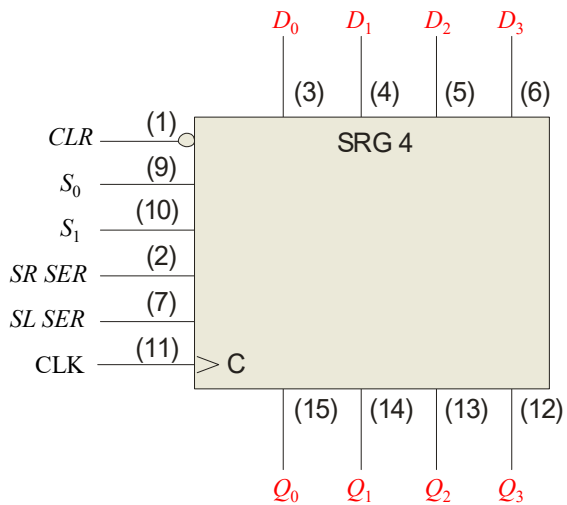 D0 D1 D2 D3
(3) (4) (5) (6)
CLR (1) SRG 4
S0 (9)
S1 (10)
SR SER (2)
SL SER (7)
CLK (11) C
(15) (14) (13) (12)
Q0 Q1 Q2 Q3